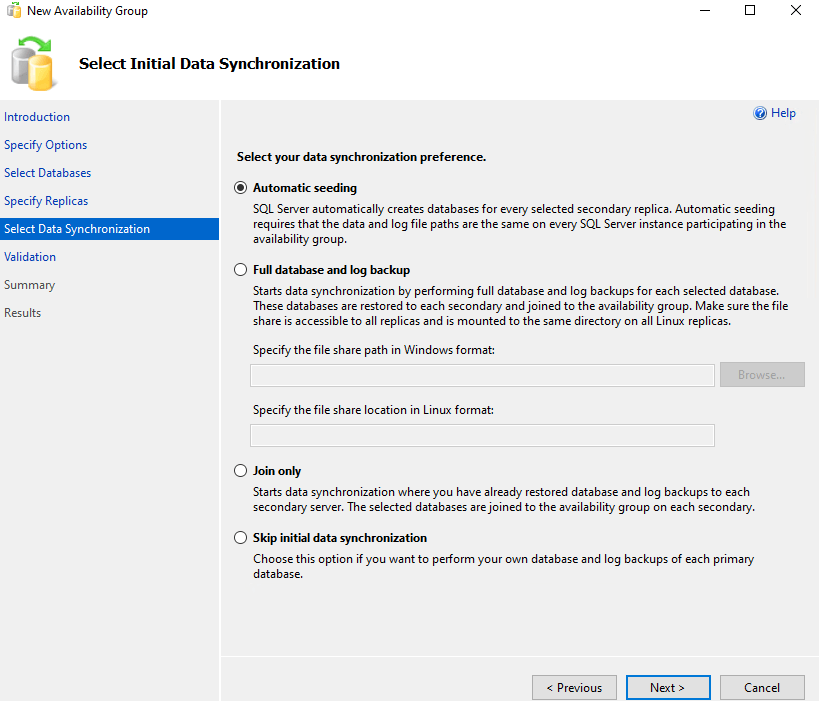 New Availability Group
Select Initial Data Synchronization
Introduction
Specify Options
Select Databases
Specify Replicas
Select Data Synchronization
Validation
Summary
Results
Help
Select your data synchronization preference.
Automatic seeding
SQL Server automatically creates databases for every selected secondary replica. Automatic seeding
requires that the data and log file paths are the same on every SQL Server instance participating in the
availability group.
Full database and log backup
Starts data synchronization by performing full database and log backups for each selected database.
These databases are restored to each secondary and joined to the availability group. Make sure the file
share is accessible to all replicas and is mounted to the same directory on all Linux replicas.
Specify the file share path in Windows format:
Browse...
Specify the file share location in Linux format:
Join only
Starts data synchronization where you have already restored database and log backups to each
secondary server. The selected databases are joined to the availability group on each secondary.
Skip initial data synchronization
Choose this option if you want to perform your own database and log backups of each primary
database.
< Previous
Next >
Cancel